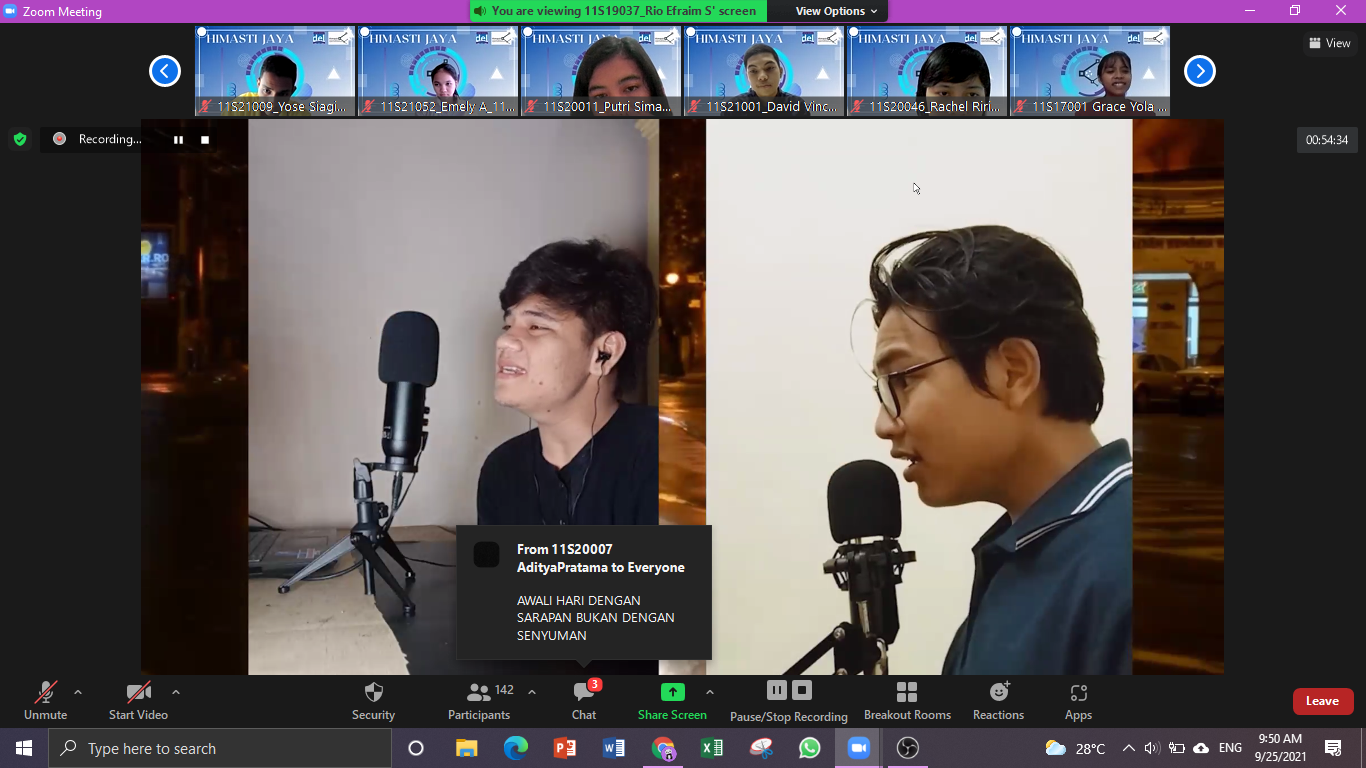 Zoom Meeting
You are viewing 11S19037_Rio Efraim S' screen
View Options
View
HIMASTI JAYA
del
HIMASTI JAYA
del
HIMASTI JAYA
del
HIMASTI JAYA
del
HIMASTI JAYA
del
HIMASTI JAYA
del
11S21009_Yose Siagi...
11S21052_Emely A_11...
11S20011_Putri Sima...
11S21001_David Vinc...
11S20046_Rachel Riri...
11S17001 Grace Yola ...
Recording...
00:54:34
From 11S20007
AdityaPratama to Everyone
AWALI HARI DENGAN
SARAPAN BUKAN DENGAN
SENYUMAN
142
3
Unmute
Start Video
Security
Participants
Chat
Share Screen
Pause/Stop Recording
Breakout Rooms
Reactions
Apps
Leave
Type here to search
28°C
ENG
9:50 AM
9/25/2021